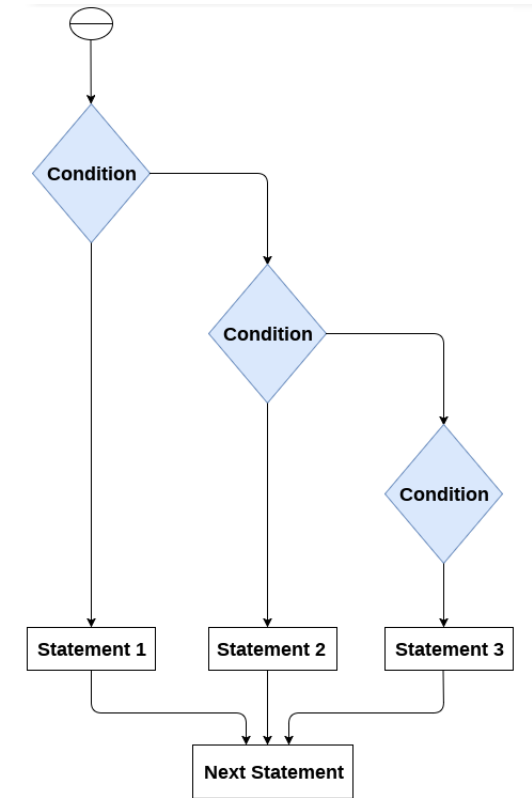 Condition
Condition
Condition
Statement 1
Statement 2
Statement 3
Next Statement